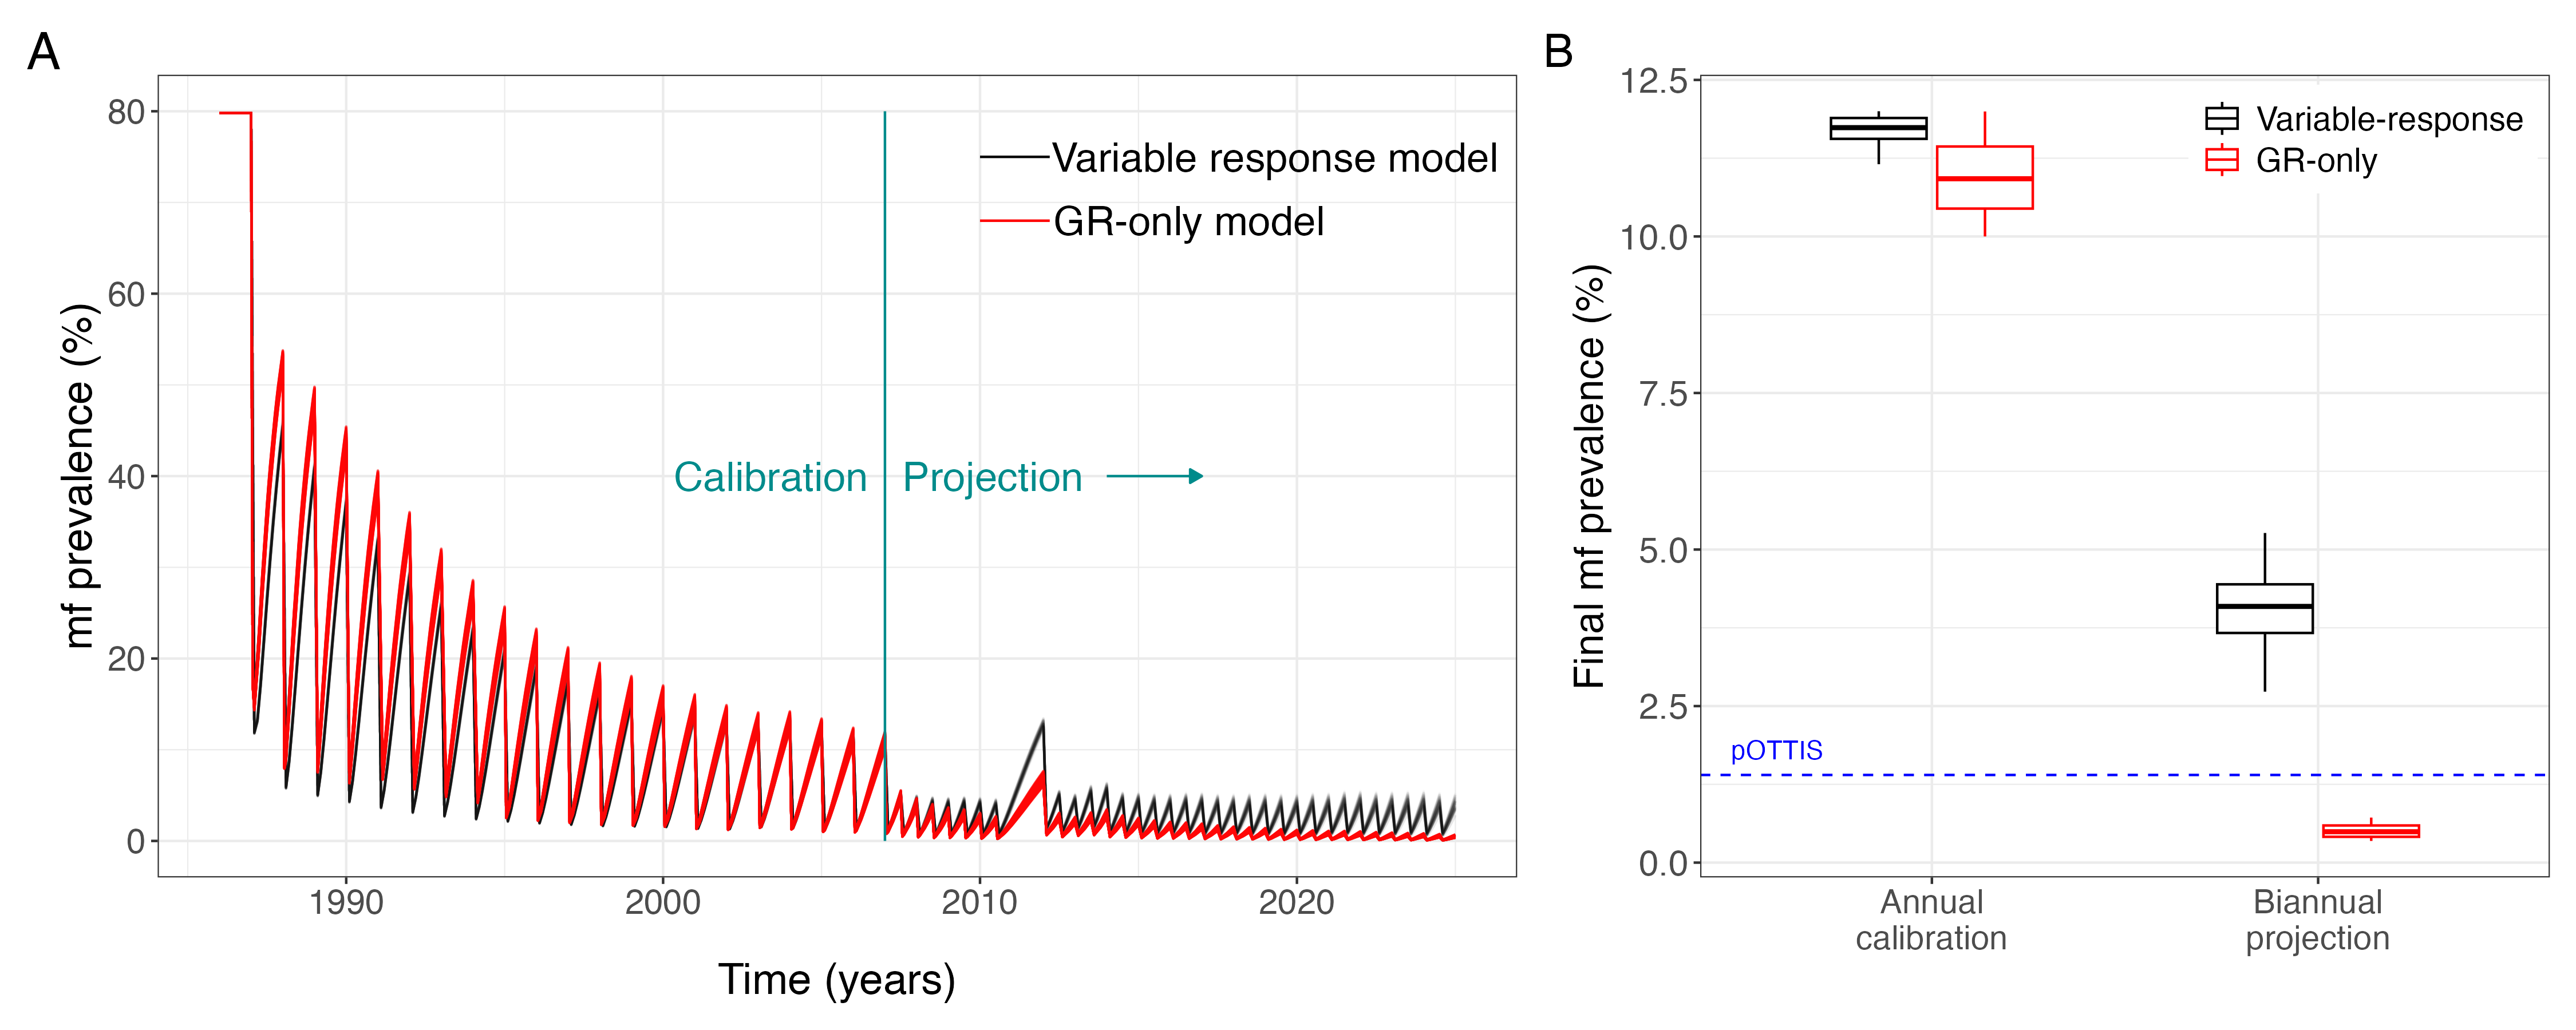 A
mf prevalence (%)
80
60
40
20
0
Variable response model
GR-only model
Calibration
Projection
1990
2000
2010
2020
Time (years)
B
Final mf prevalence (%)
12.5
10.0
7.5
5.0
2.5
0.0
Variable-response
GR-only
pOTTIS
Annual
calibration
Biannual
projection